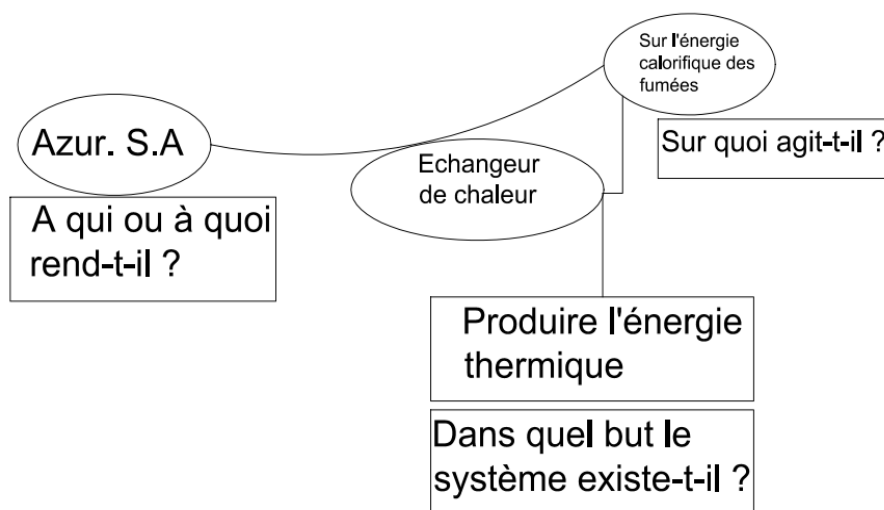 Sur l'énergie
calorifique des
fumées
Azur. S.A
Sur quoi agit-t-il ?
Echangeur
de chaleur
A qui ou à quoi
rend-t-il ?
Produire l'énergie
thermique
Dans quel but le
système existe-t-il ?